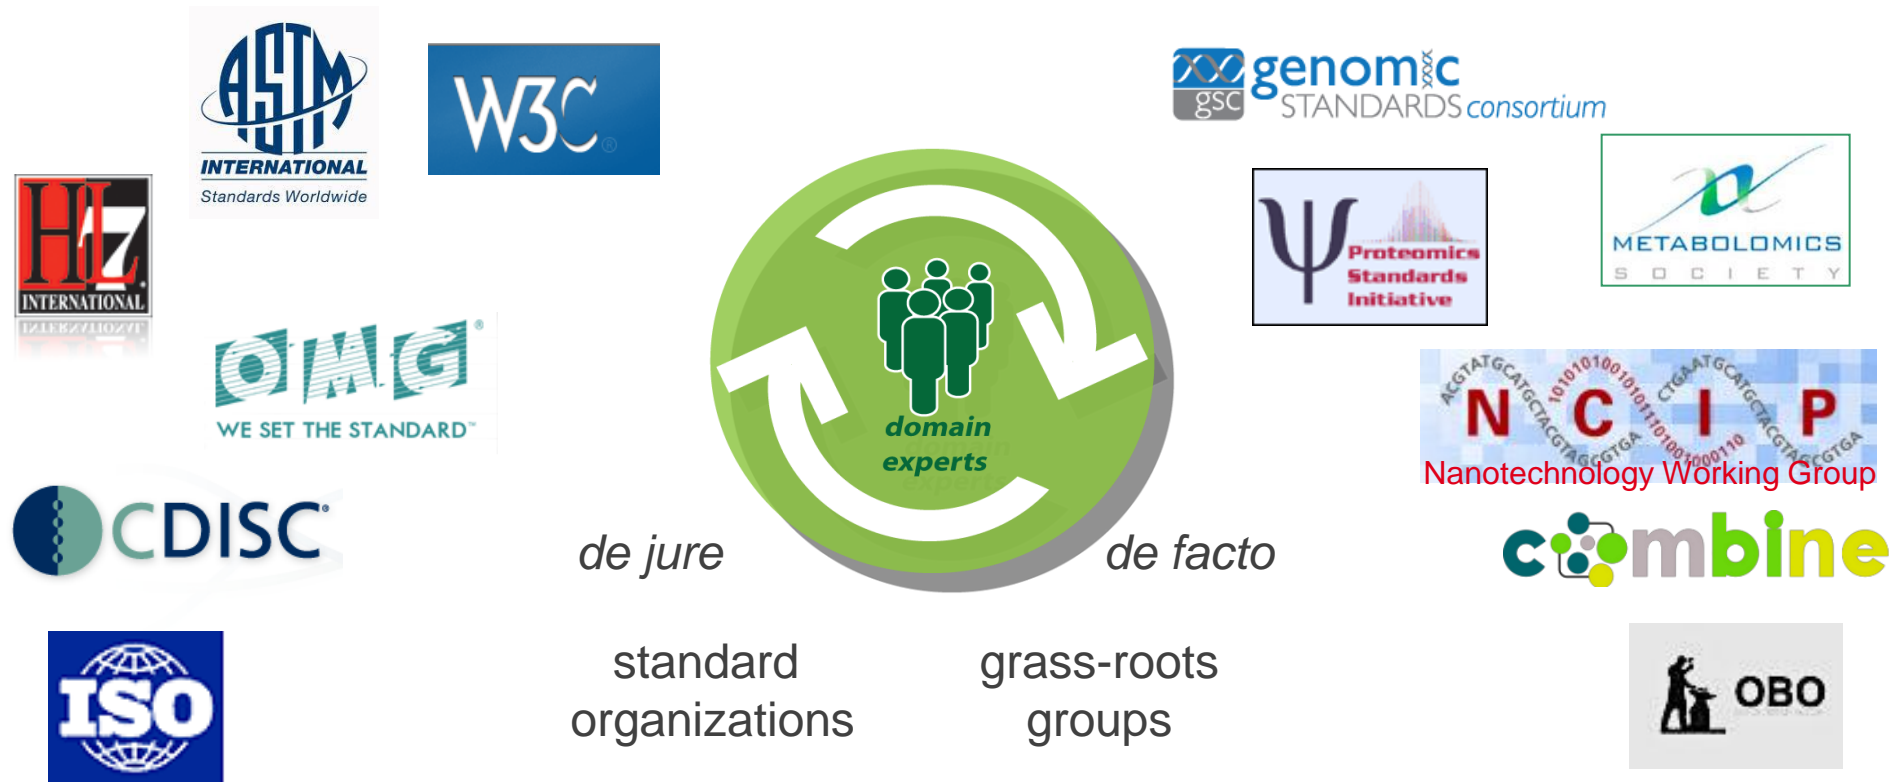 ASTM
INTERNATIONAL
Standards Worldwide
W3C®
HL7®
INTERNATIONAL
OMG®
WE SET THE STANDARD™
CDISC®
ISO
domain
experts
de jure
de facto
standard
organizations
grass-roots
groups
genomic
gsc STANDARDS consortium
Proteomics
Standards
Initiative
METABOLOMICS
SOCIETY
NCIP
Nanotechnology Working Group
combine
OBO